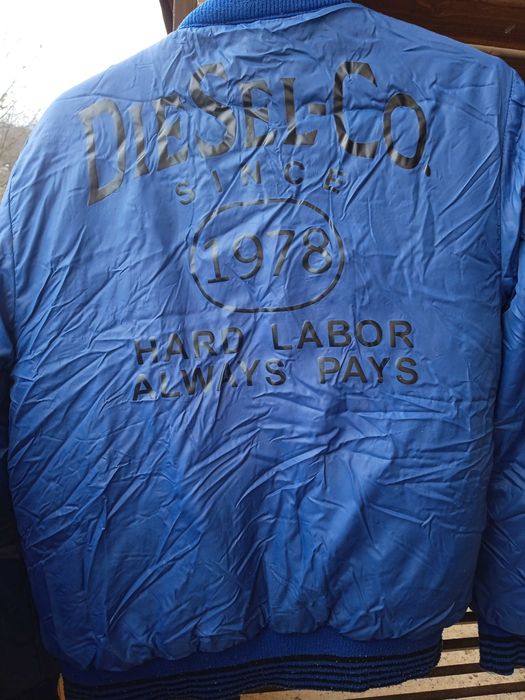 DIESEL-CO.
SINCE
1978
HARD LABOR
ALWAYS PAYS